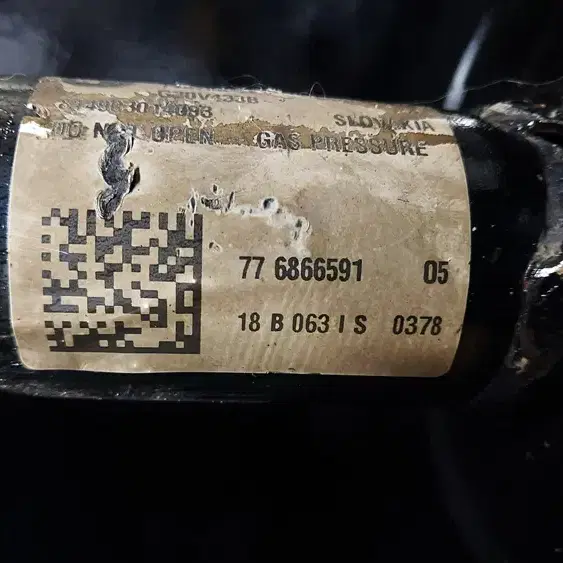 SLOVAKIA
GAS PRESSURE
77 6866591 05
18 B 063 I S 0378